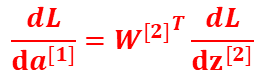 dL/da^[1] = W^[2]^T dL/dz^[2]